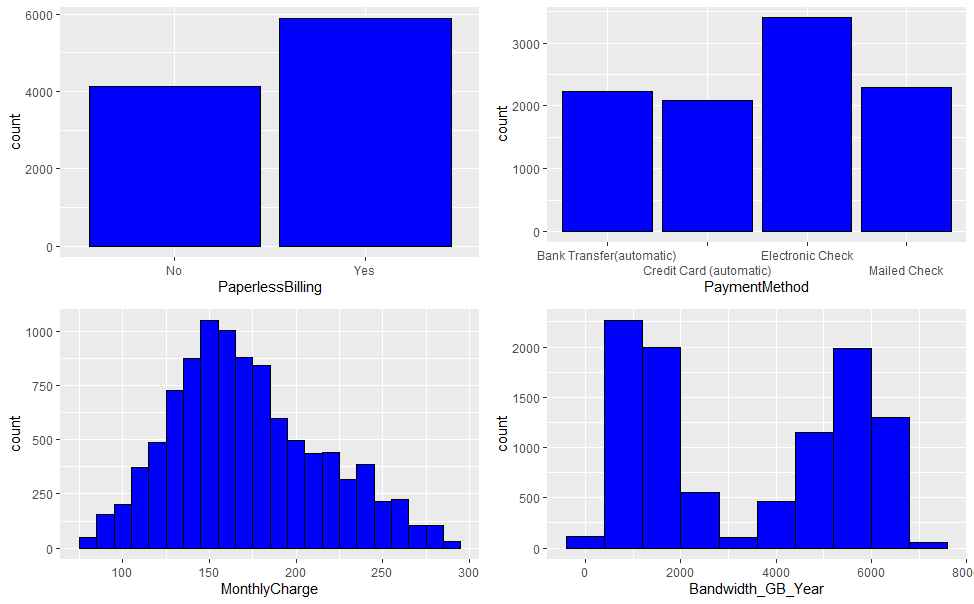 6000
4000
2000
0
count
No
Yes
PaperlessBilling
3000
2000
1000
0
count
Bank Transfer(automatic)
Credit Card (automatic)
Electronic Check
Mailed Check
PaymentMethod
1000
750
500
250
0
count
100
150
200
250
300
MonthlyCharge
2000
1500
1000
500
0
count
0
2000
4000
6000
8000
Bandwidth_GB_Year